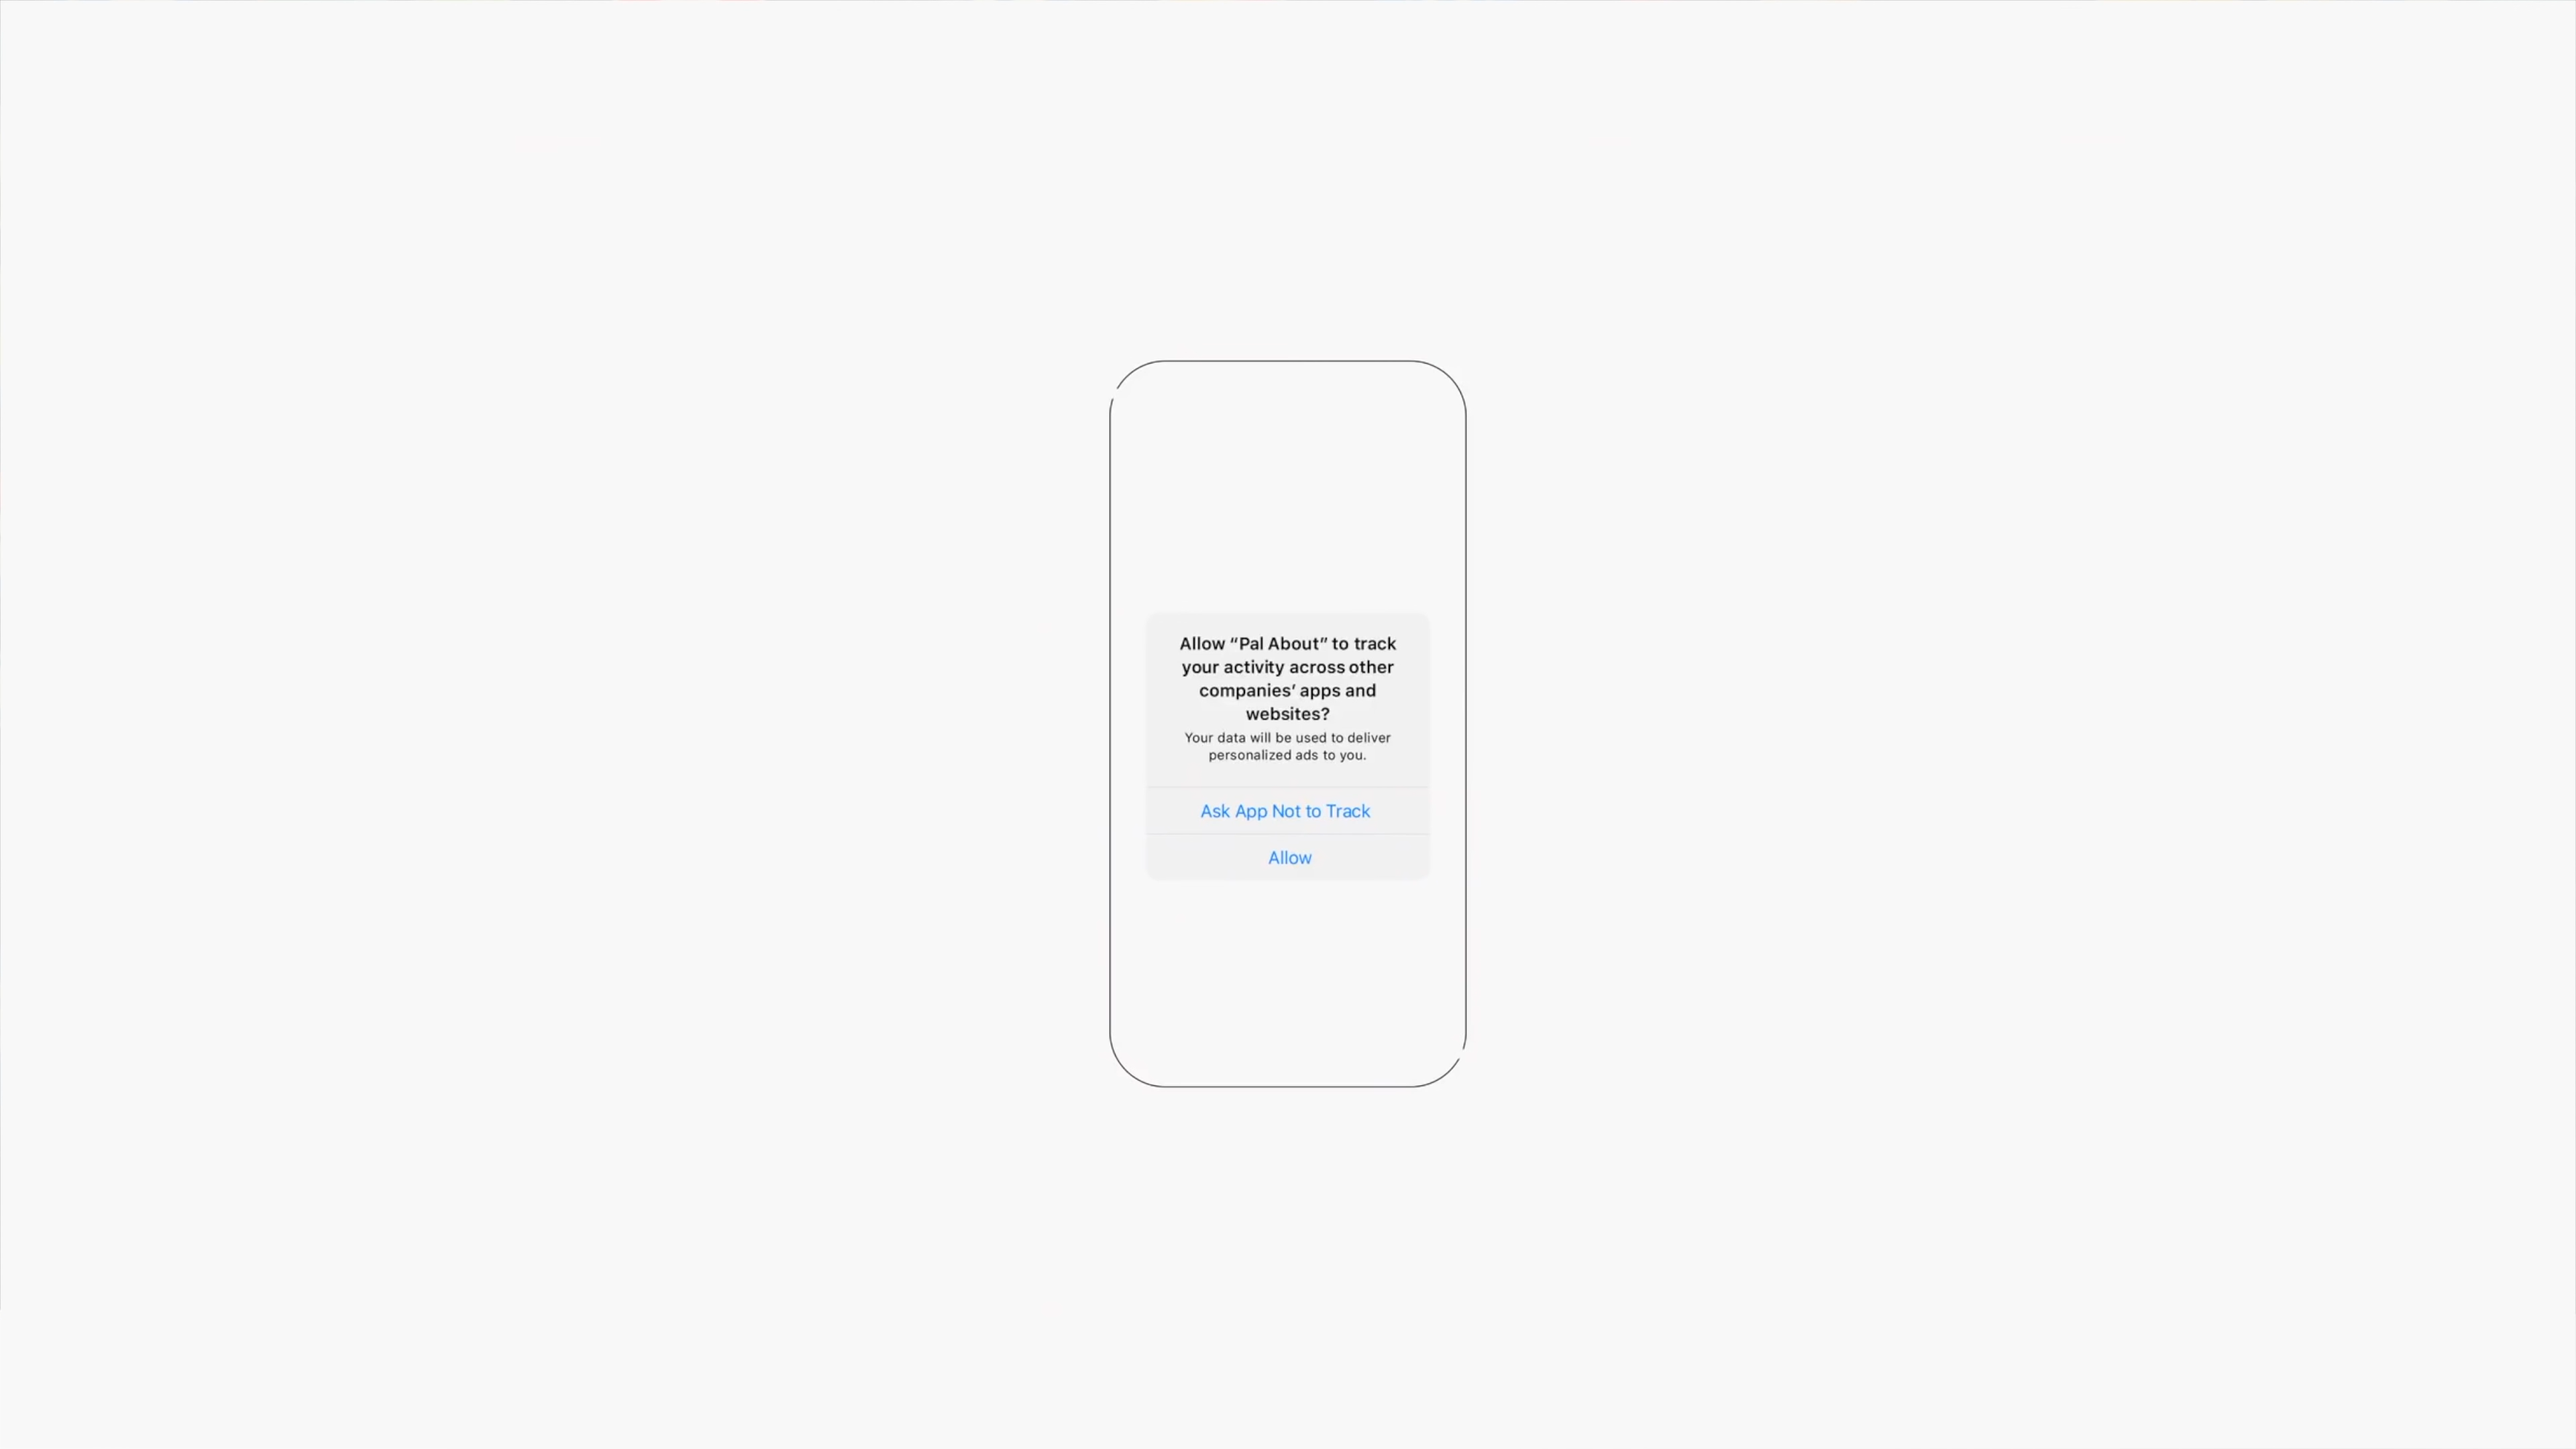 Allow “Pal About” to track
your activity across other
companies’ apps and
websites?
Your data will be used to deliver
personalized ads to you.
Ask App Not to Track
Allow